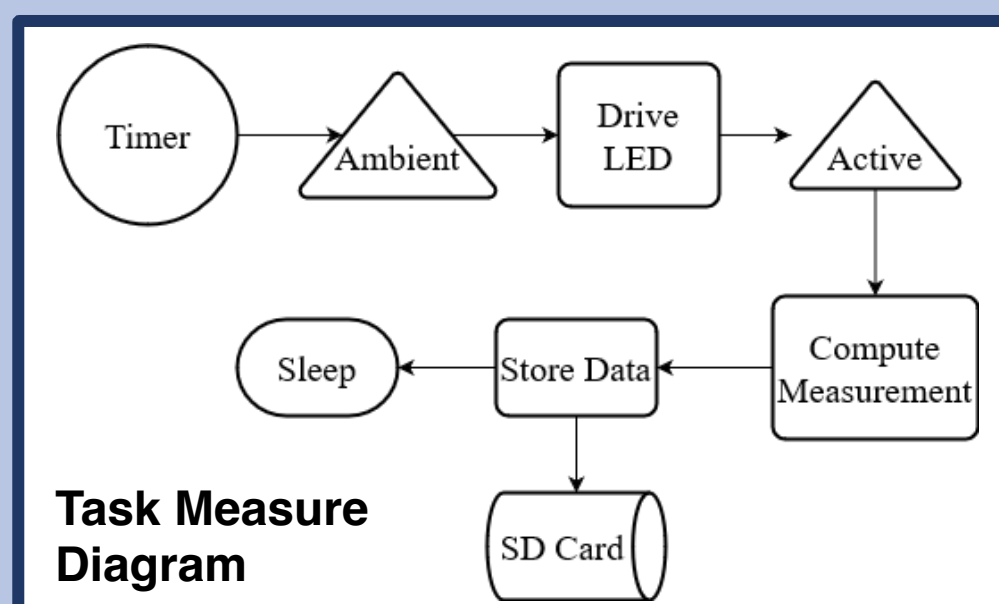 Timer
Ambient
Drive
LED
Active
Compute
Measurement
Store Data
Sleep
SD Card
Task Measure
Diagram